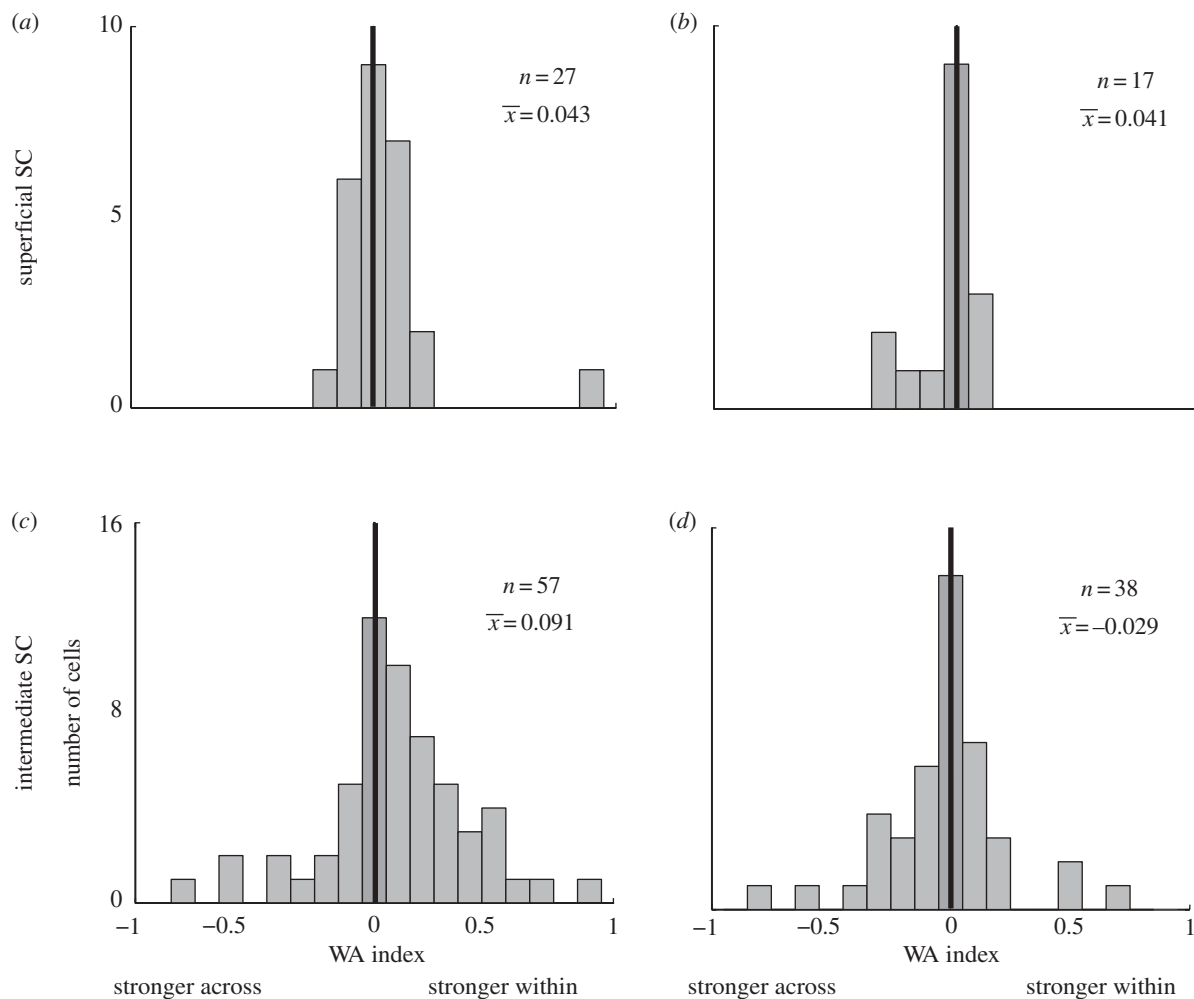 (a)
10
5
0
superficial SC
n=27
x̅=0.043
(b)
n=17
x̅=0.041
(c)
16
8
0
intermediate SC
number of cells
n=57
x̅=0.091
−1
−0.5
0
0.5
1
WA index
stronger across
stronger within
(d)
n=38
x̅=−0.029
−1
−0.5
0
0.5
1
WA index
stronger across
stronger within